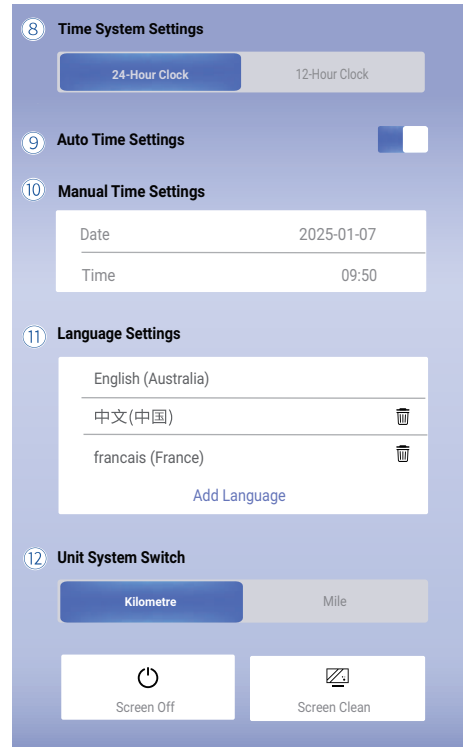 ⑧ Time System Settings
24-Hour Clock 12-Hour Clock
⑨ Auto Time Settings
⑩ Manual Time Settings
Date 2025-01-07
Time 09:50
⑪ Language Settings
English (Australia)
中文(中国)
francais (France)
Add Language
⑫ Unit System Switch
Kilometre Mile
Screen Off Screen Clean